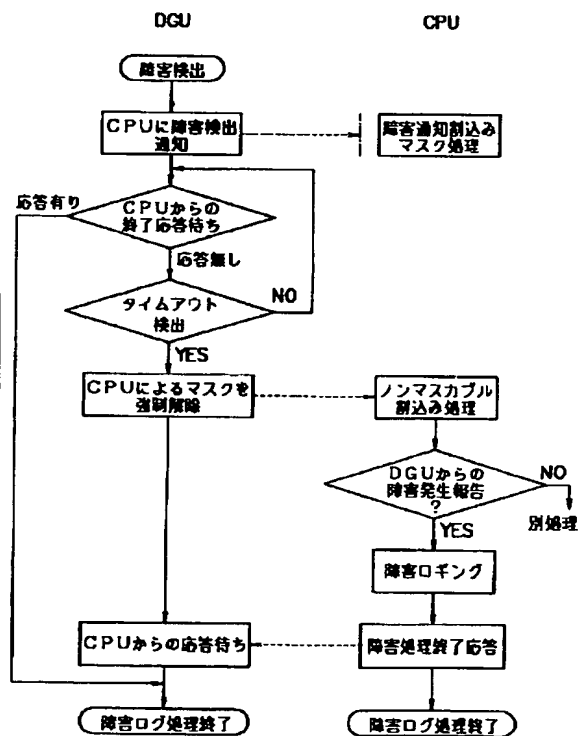 DGU
CPU
障害検出
CPUに障害検出
通知
障害通知割込み
マスク処理
応答有り
CPUからの
終了応答待ち
応答無し
タイムアウト
検出
NO
YES
CPUによるマスクを
強制解除
ノンマスカブル
割込み処理
DGUからの
障害発生報告
?
NO
別処理
YES
障害ロギング
CPUからの応答待ち
障害処理終了応答
障害ログ処理終了
障害ログ処理終了